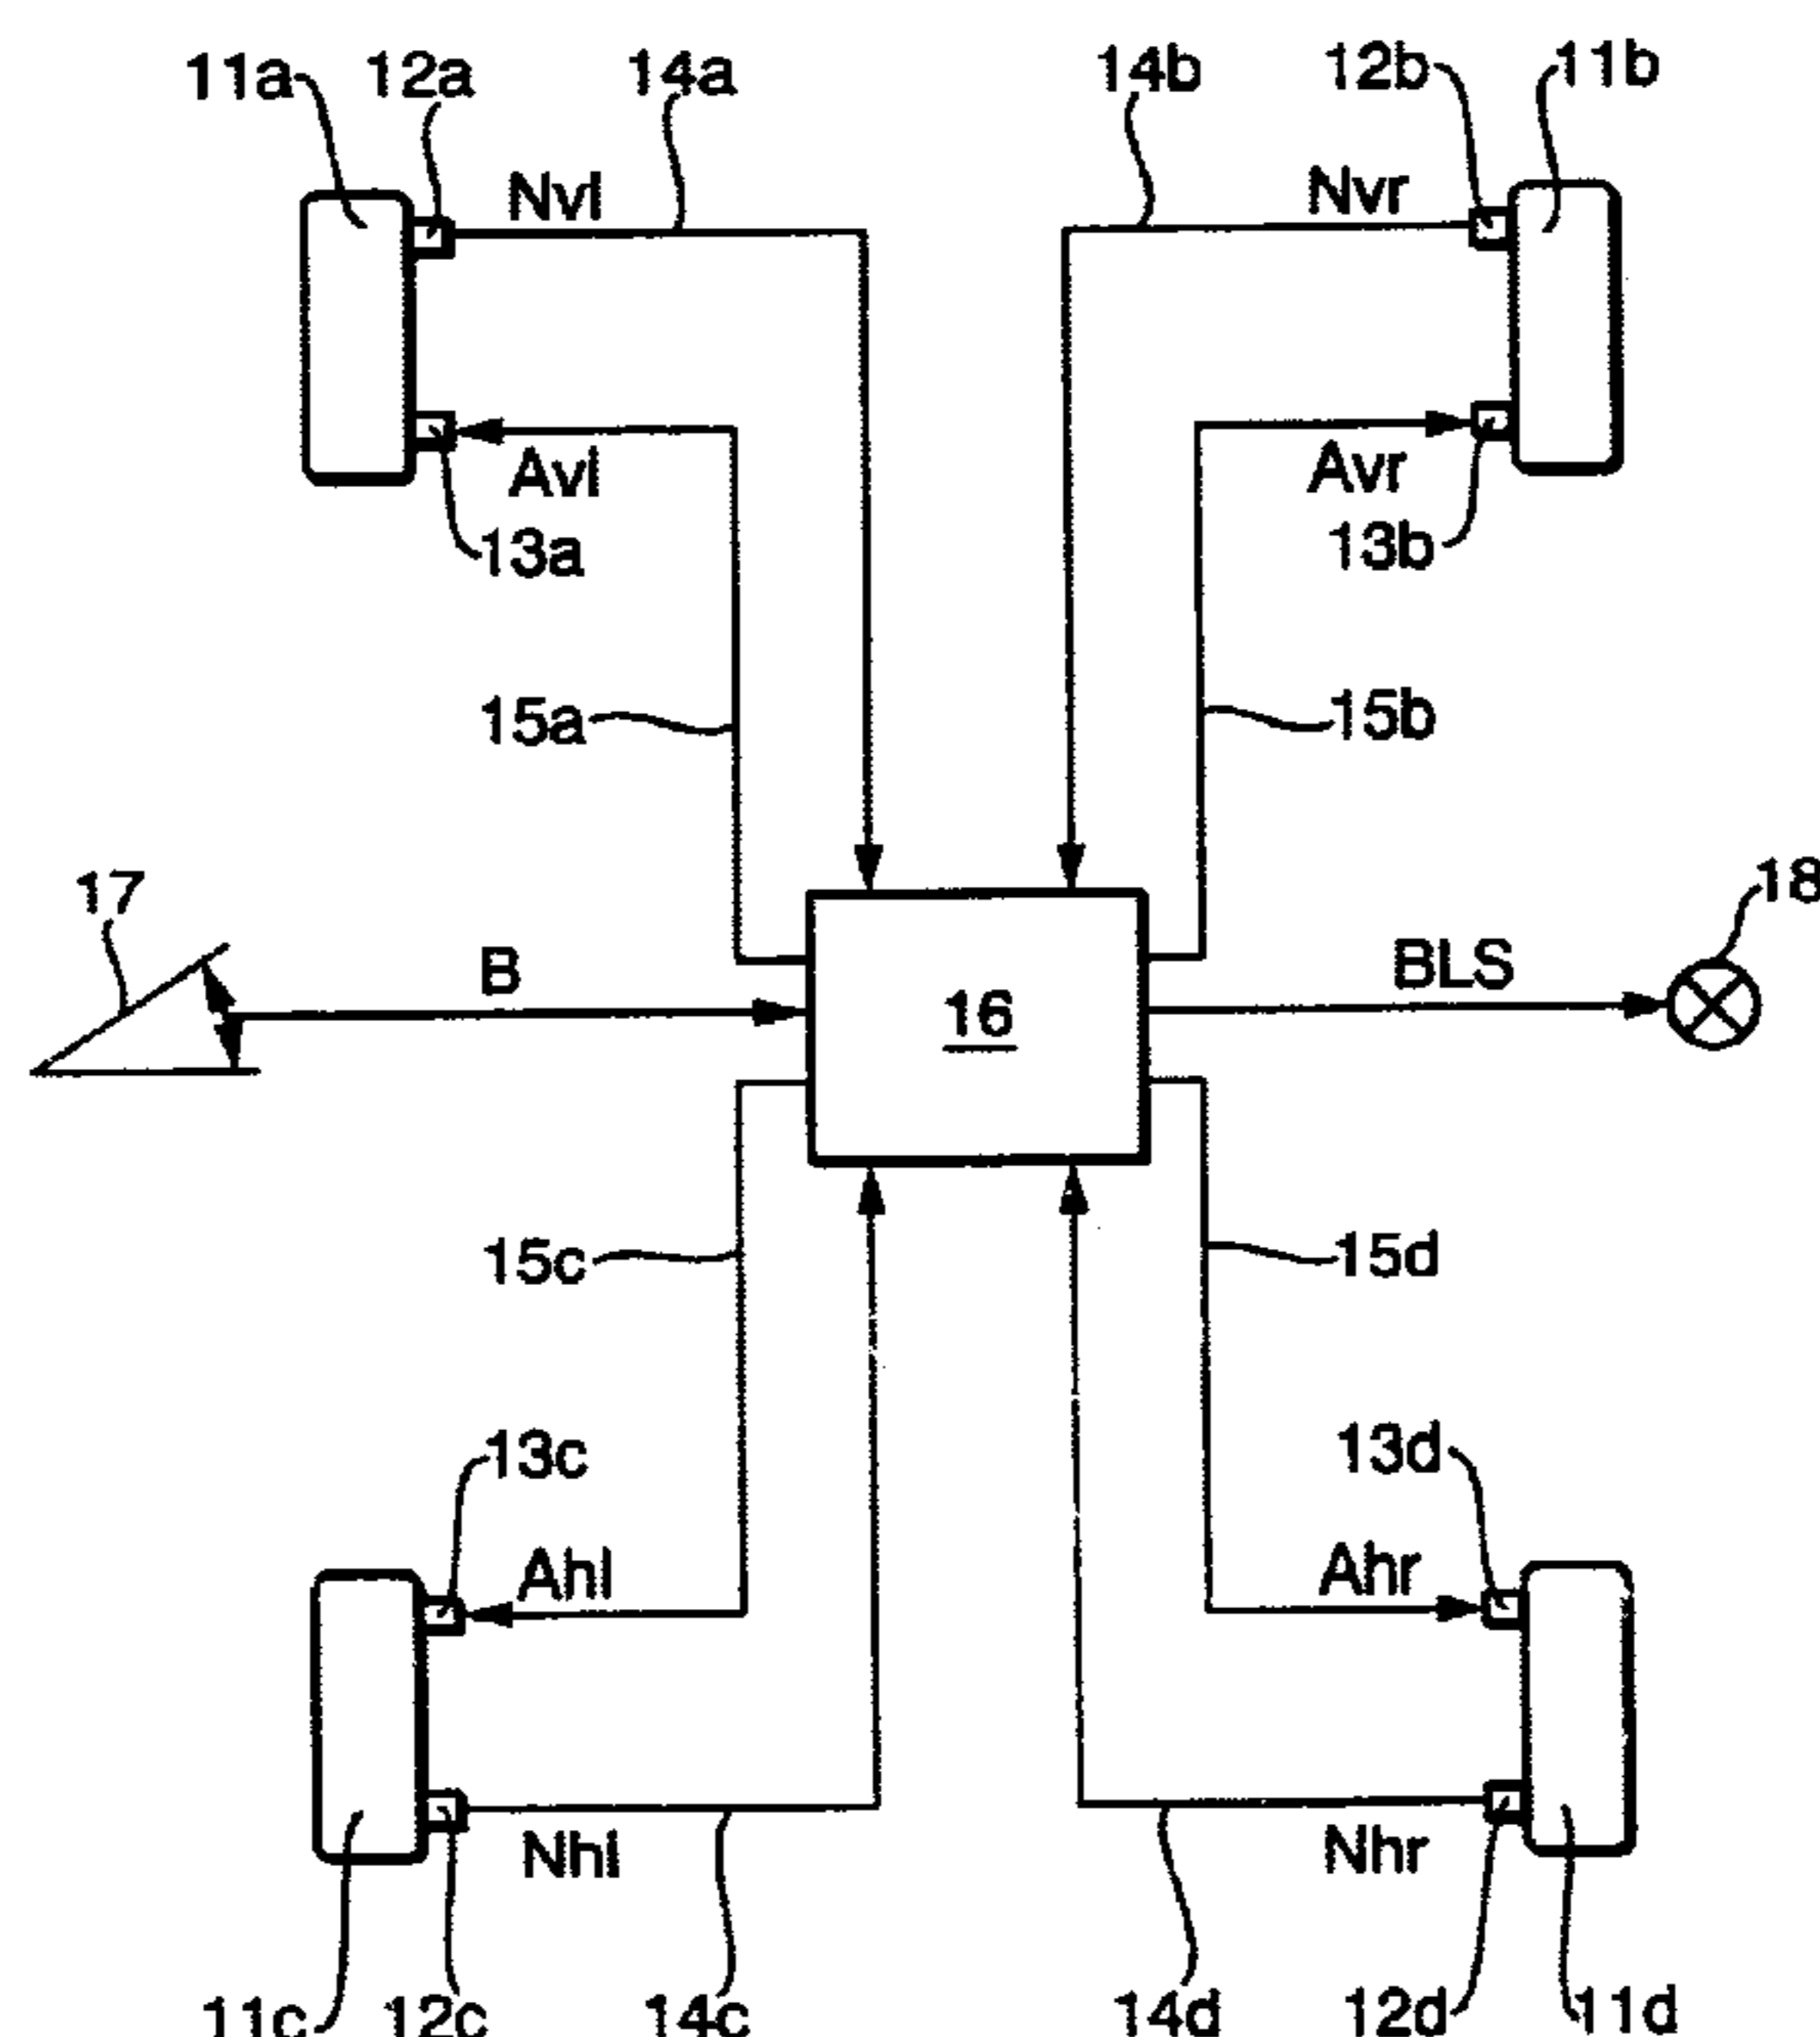 11a 12a 14a 14b 12b 11b
Nvl Nvr
Avl Avr
13a 13b
15a 15b
17 18
B BLS
16
15c 15d
13c 13d
Ahl Ahr
Nhl Nhr
11c 12c 14c 14d 12d 11d